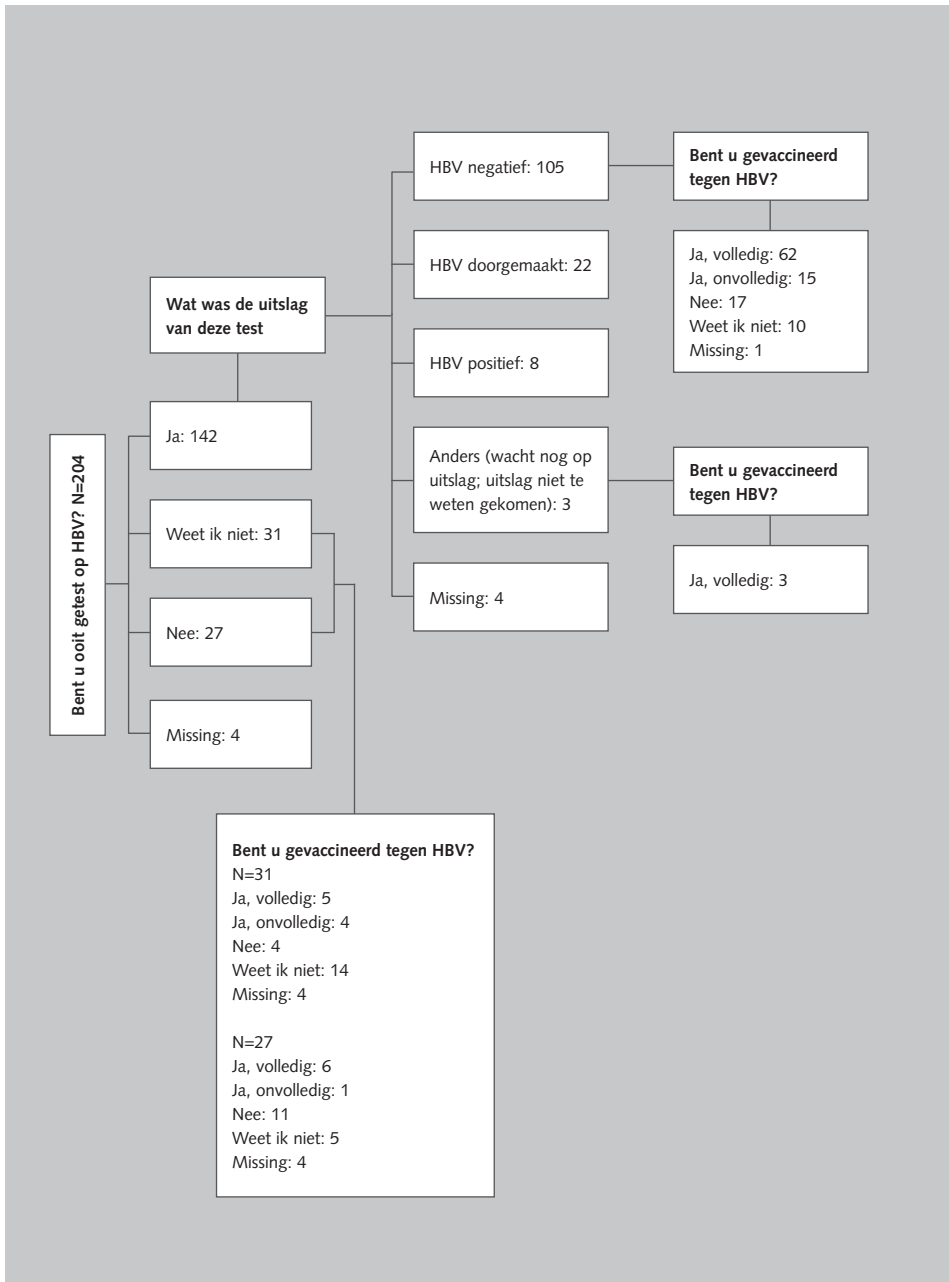 Bent u ooit getest op HBV? N=204
Ja: 142
Weet ik niet: 31
Nee: 27
Missing: 4
Wat was de uitslag
van deze test
HBV negatief: 105
HBV doorgemaakt: 22
HBV positief: 8
Anders (wacht nog op
uitslag; uitslag niet te
weten gekomen): 3
Missing: 4
Bent u gevaccineerd
tegen HBV?
Ja, volledig: 62
Ja, onvolledig: 15
Nee: 17
Weet ik niet: 10
Missing: 1
Bent u gevaccineerd
tegen HBV?
Ja, volledig: 3
Bent u gevaccineerd tegen HBV?
N=31
Ja, volledig: 5
Ja, onvolledig: 4
Nee: 4
Weet ik niet: 14
Missing: 4
N=27
Ja, volledig: 6
Ja, onvolledig: 1
Nee: 11
Weet ik niet: 5
Missing: 4